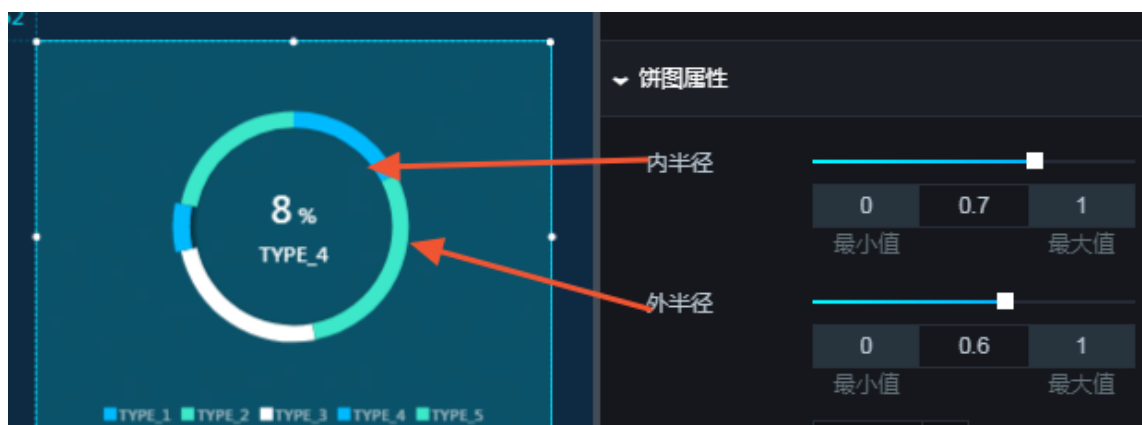 饼图属性
内半径
0 0.7 1
最小值 最大值
8 %
TYPE_4
外半径
0 0.6 1
最小值 最大值
TYPE_1 TYPE_2 TYPE_3 TYPE_4 TYPE_5